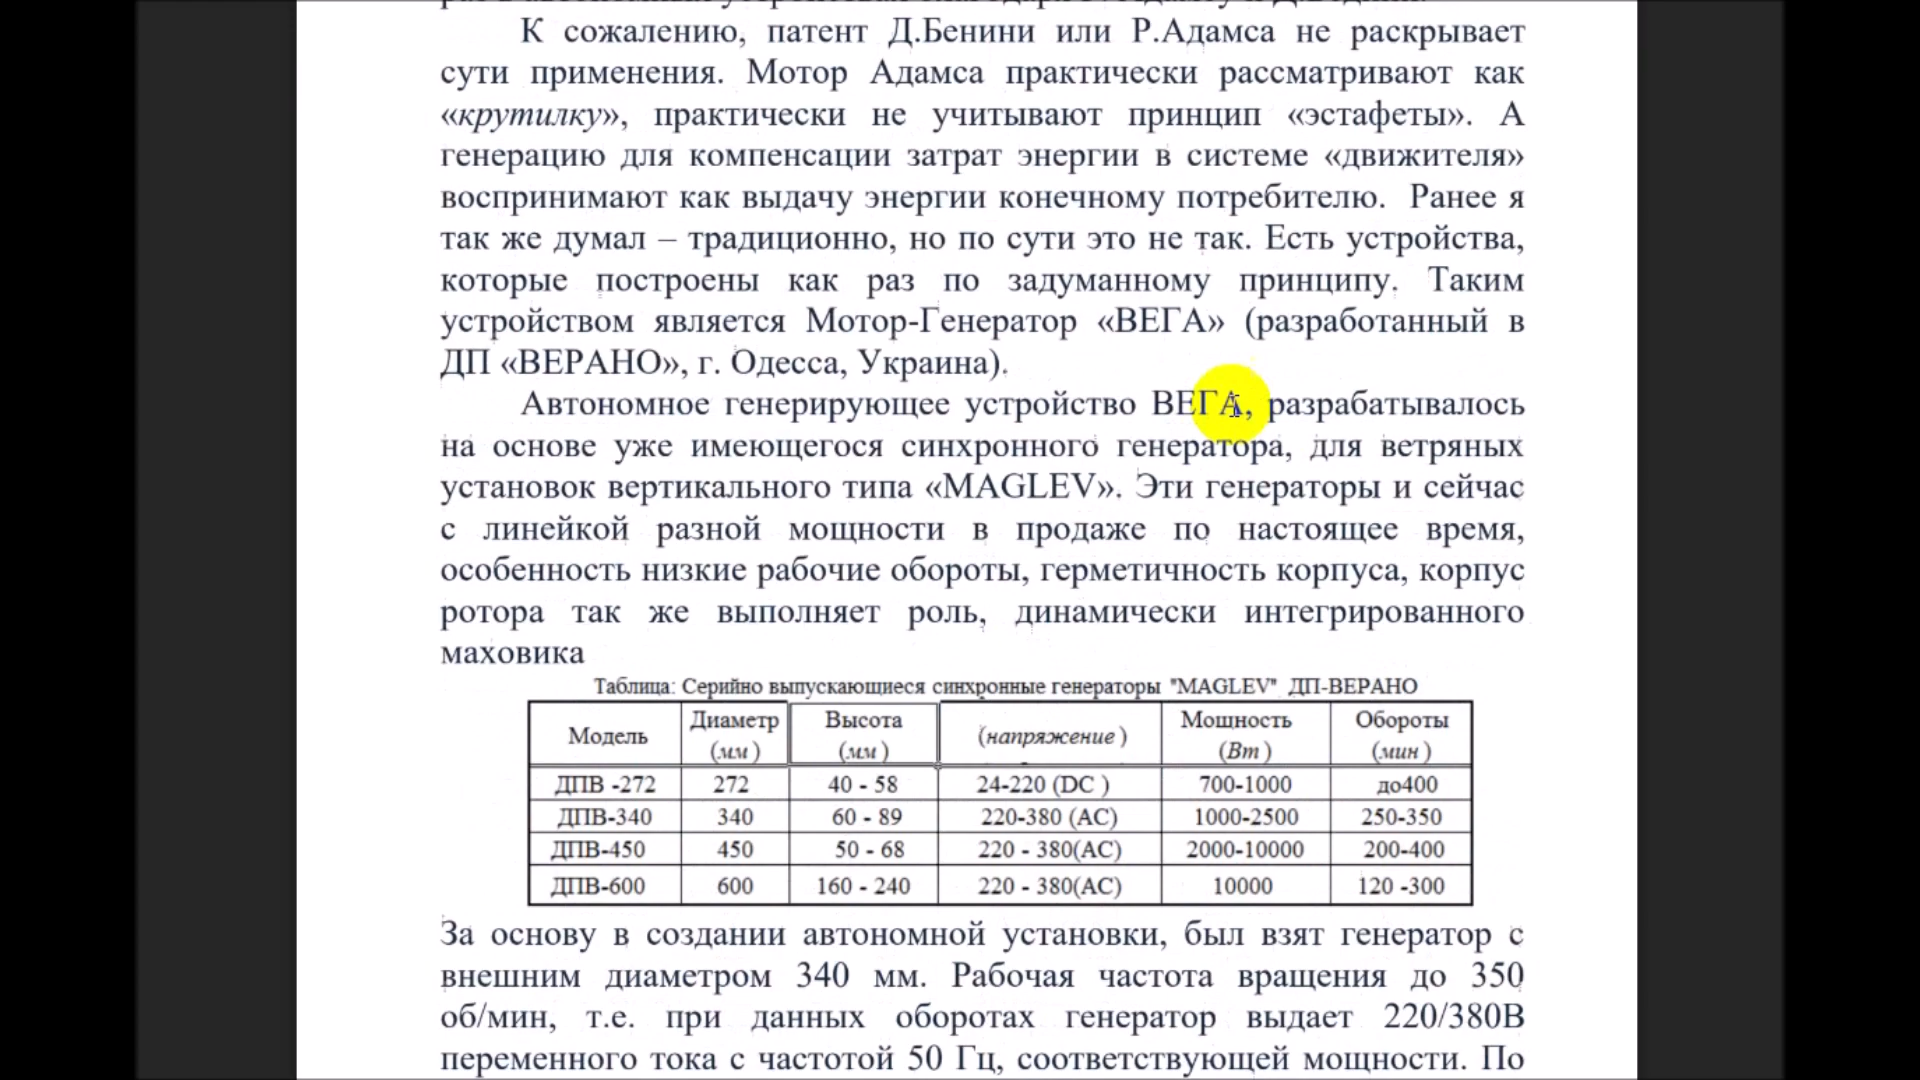 К сожалению, патент Д.Бенини или Р.Адамса не раскрывает
сути применения. Мотор Адамса практически рассматривают как
«крутилку», практически не учитывают принцип «эстафеты». А
генерацию для компенсации затрат энергии в системе «движителя»
воспринимают как выдачу энергии конечному потребителю. Ранее я
так же думал – традиционно, но по сути это не так. Есть устройства,
которые построены как раз по задуманному принципу. Таким
устройством является Мотор-Генератор «ВЕГА» (разработанный в
ДП «ВЕРАНО», г. Одесса, Украина).
Автономное генерирующее устройство ВЕГА, разрабатывалось
на основе уже имеющегося синхронного генератора, для ветряных
установок вертикального типа «MAGLEV». Эти генераторы и сейчас
с линейкой разной мощности в продаже по настоящее время,
особенность низкие рабочие обороты, герметичность корпуса, корпус
ротора так же выполняет роль, динамически интегрированного
маховика
Таблица: Серийно выпускающиеся синхронные генераторы "MAGLEV" ДП-ВЕРАНО
Модель Диаметр (мм) Высота (мм) (напряжение) Мощность (Вт) Обороты (мин)
ДПВ -272 272 40 - 58 24-220 (DC ) 700-1000 до400
ДПВ-340 340 60 - 89 220-380 (AC) 1000-2500 250-350
ДПВ-450 450 50 - 68 220 - 380(AC) 2000-10000 200-400
ДПВ-600 600 160 - 240 220 - 380(AC) 10000 120 -300
За основу в создании автономной установки, был взят генератор с
внешним диаметром 340 мм. Рабочая частота вращения до 350
об/мин, т.е. при данных оборотах генератор выдает 220/380В
переменного тока с частотой 50 Гц, соответствующей мощности. По